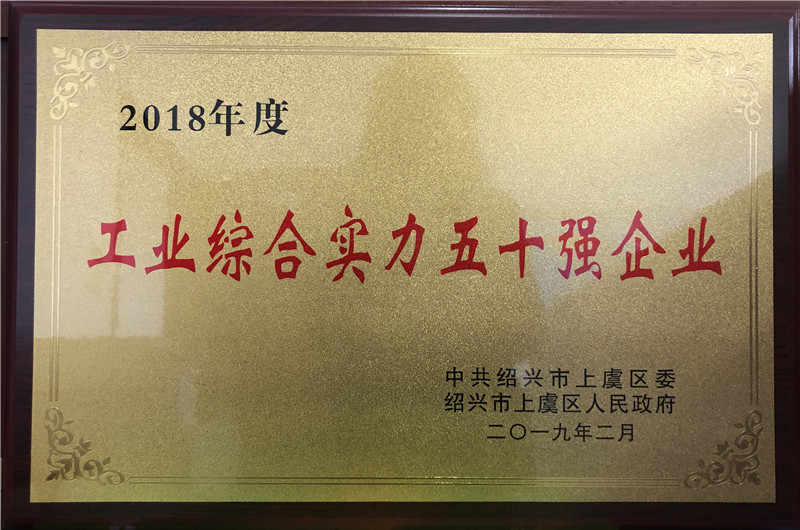 2018年度
工业综合实力五十强企业
中共绍兴市上虞区委
绍兴市上虞区人民政府
二〇一九年二月